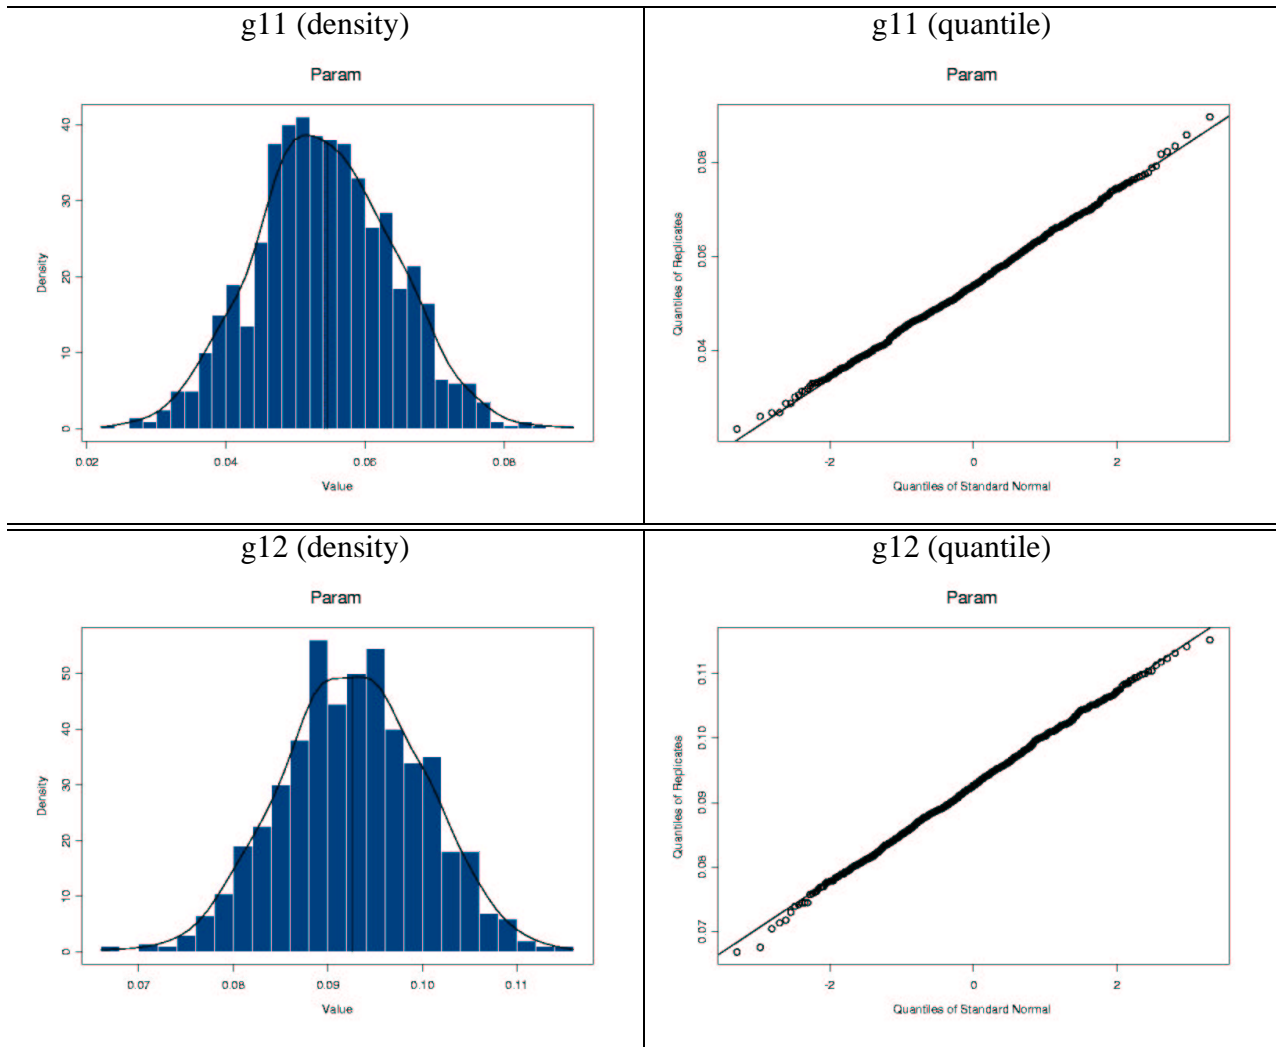 g11 (density)
Param
40
30
20
10
0
Density
0.02 0.04 0.06 0.08
Value
g11 (quantile)
Param
0.08
0.06
0.04
Quantiles of Replicates
-2 0 2
Quantiles of Standard Normal
g12 (density)
Param
50
40
30
20
10
0
Density
0.07 0.08 0.09 0.10 0.11
Value
g12 (quantile)
Param
0.11
0.10
0.09
0.08
0.07
Quantiles of Replicates
-2 0 2
Quantiles of Standard Normal